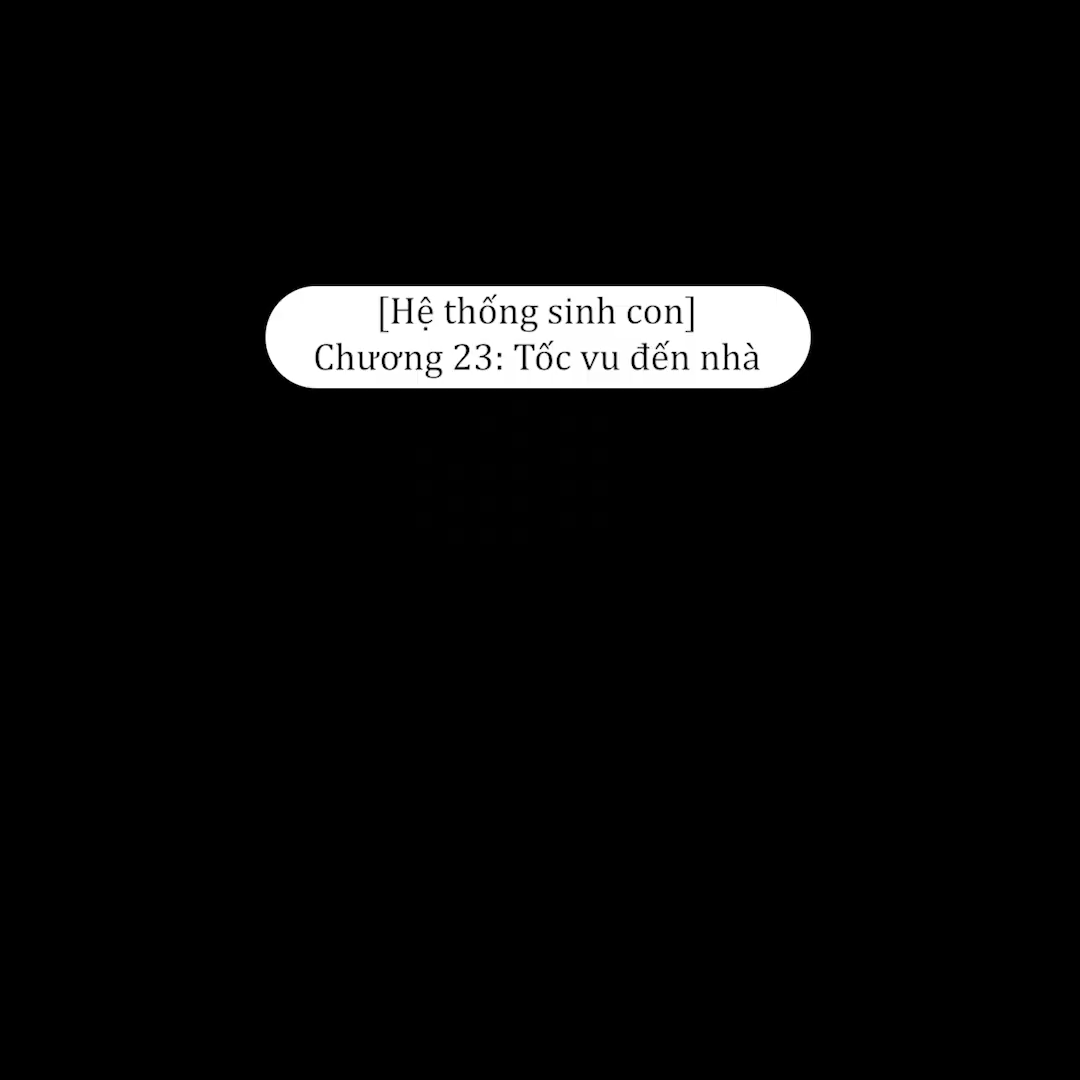 [Hệ thống sinh con]
Chương 23: Tốc vu đến nhà